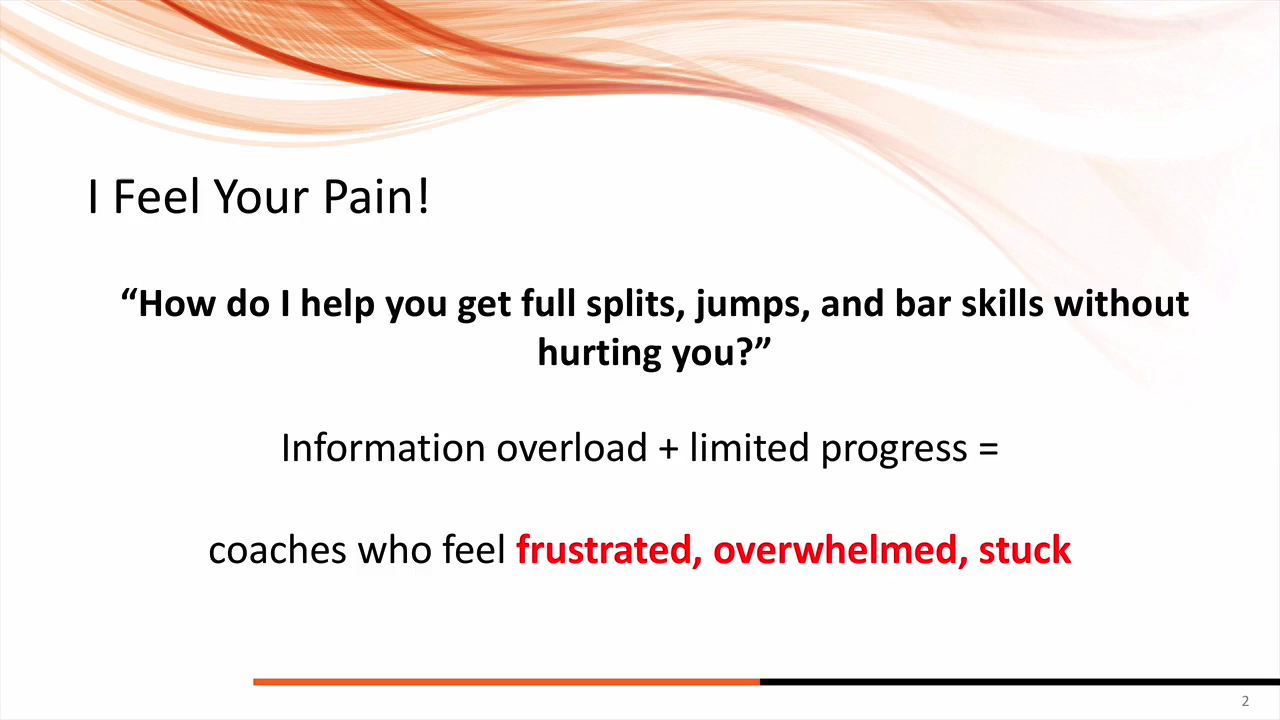 I Feel Your Pain!
“How do I help you get full splits, jumps, and bar skills without
hurting you?”
Information overload + limited progress =
coaches who feel frustrated, overwhelmed, stuck
2